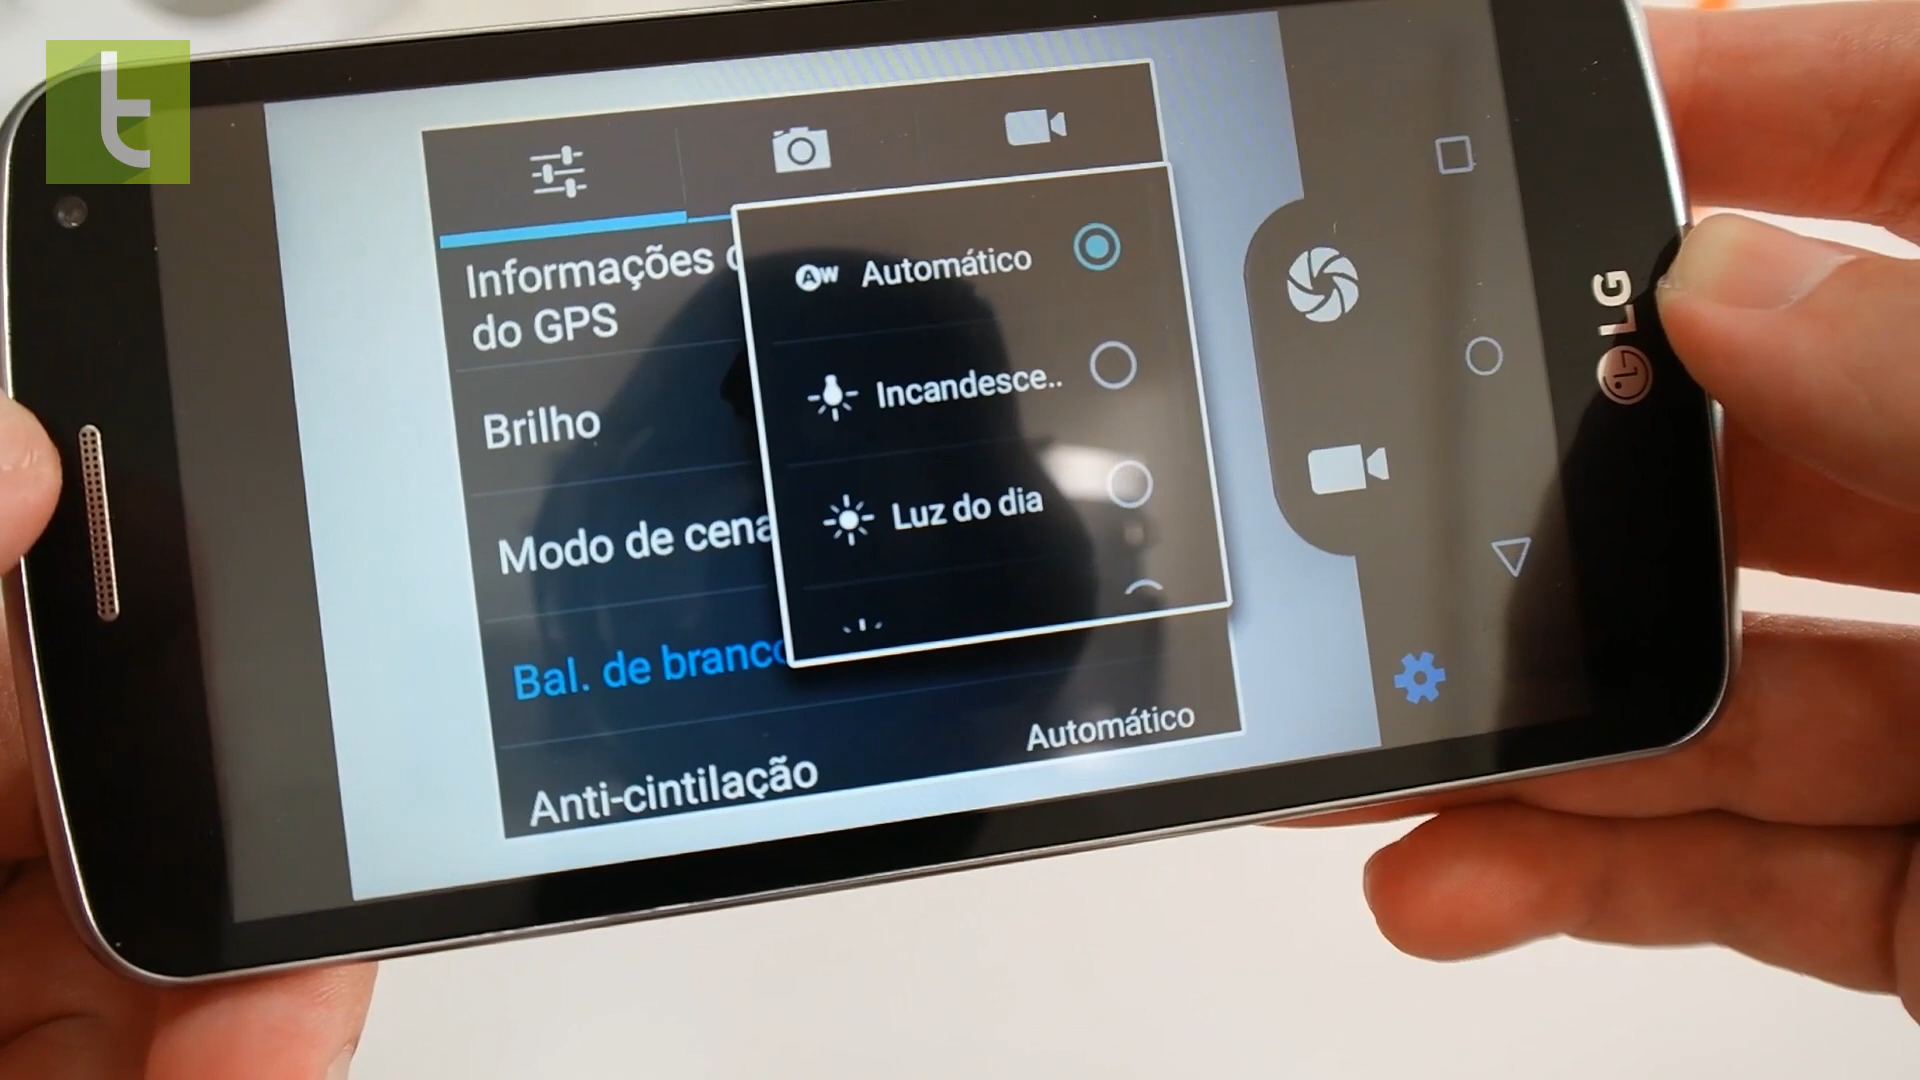 t
Informações
do GPS
Brilho
Modo de cena
Bal. de branco
Anti-cintilação
Automático
AW Automático
Incandesce..
Luz do dia
LG